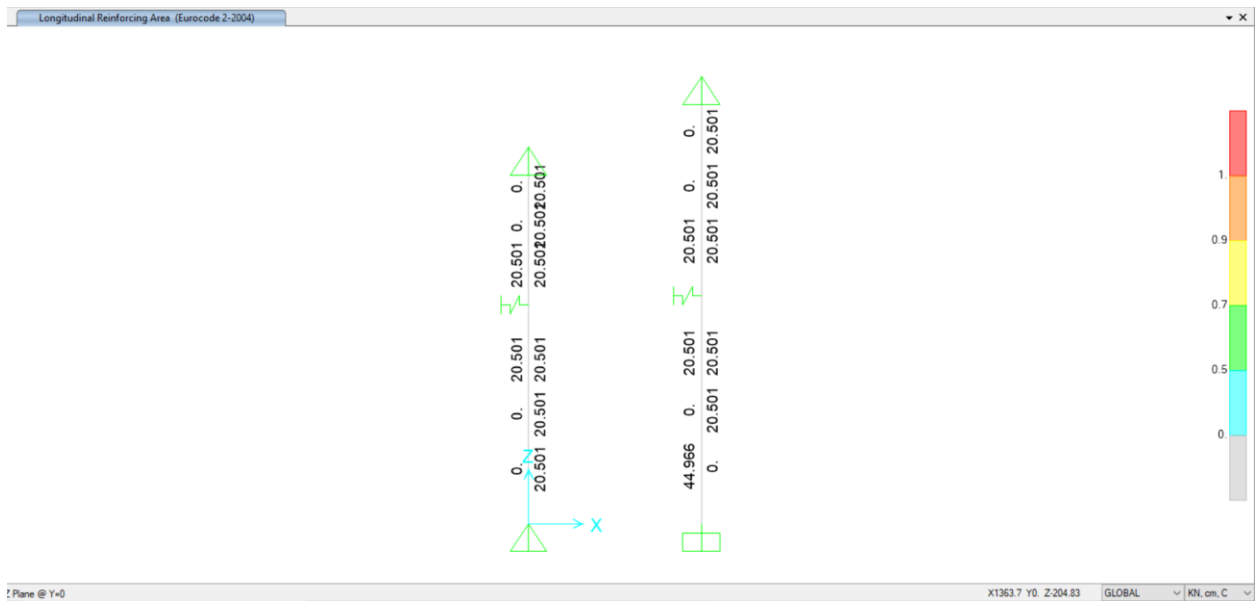 Longitudinal Reinforcing Area (Eurocode 2-2004)
0. 20.501
0. 20.501
20.501 20.501
20.501 20.501
0. 20.501
44.966 0.
0. 20.501
0. 20.502
20.501 20.502
20.501 20.501
0. 20.501
0. 20.501
Z
X
1.
0.9
0.7
0.5
0.
Z Plane @ Y=0
X1363.7 Y0. Z-204.83
GLOBAL
KN, cm, C